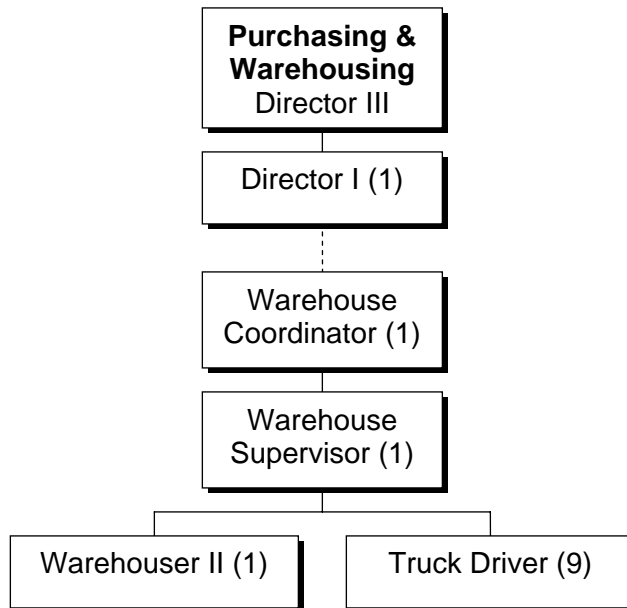 Purchasing &
Warehousing
Director III
Director I (1)
Warehouse
Coordinator (1)
Warehouse
Supervisor (1)
Warehouser II (1)
Truck Driver (9)